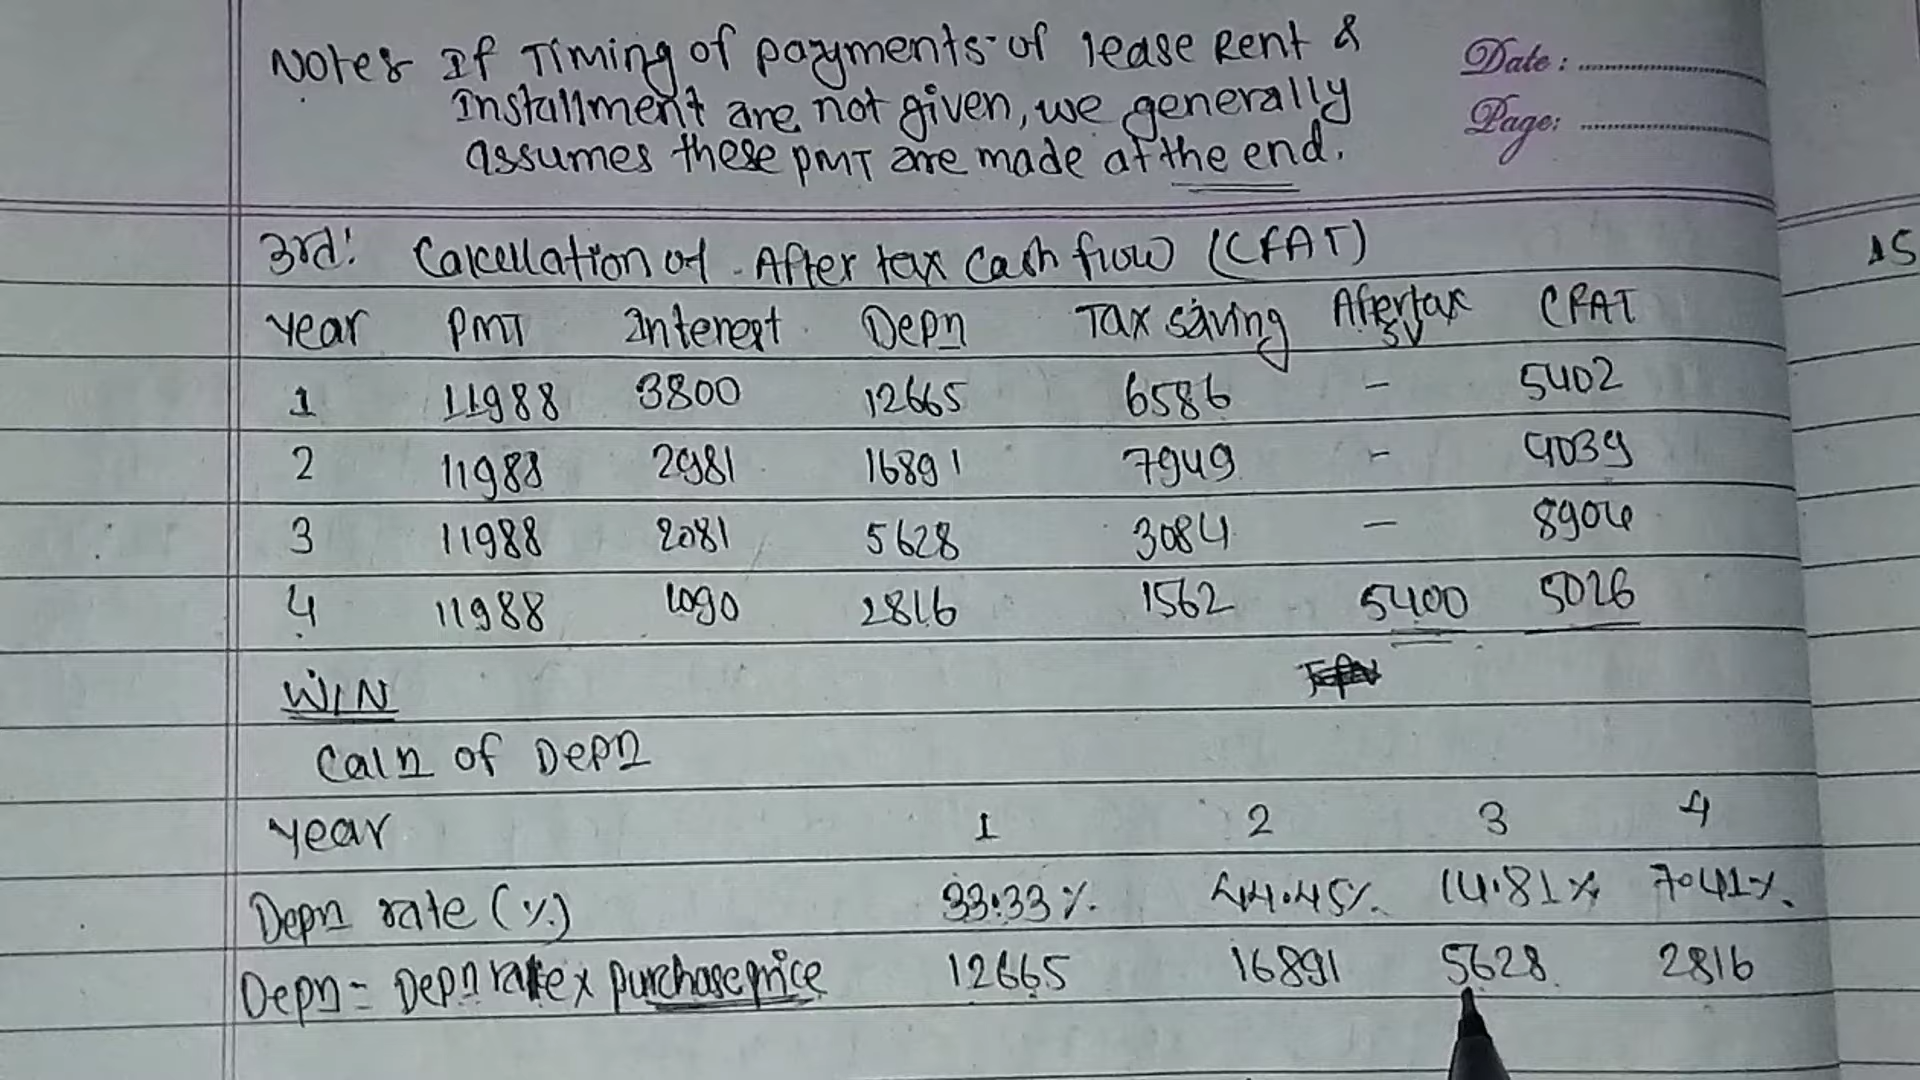 Notes If Timing of payments of lease Rent &
Installment are not given, we generally
assumes these PMT are made at the end.
Date:
Page:
3rd: Calcellation of After tax Cash flow (CFAT)
15
Year PMT Interest Depn Tax saving Aftertax SV CFAT
1 11988 3800 12665 6586 - 5402
2 11988 2981 16891 7949 - 4039
3 11988 2081 5628 3084 - 8904
4 11988 1090 2816 1562 5400 5026
W/N
Caln of Depn
Year 1 2 3 4
Depn rate (%) 33.33% 44.45% 14.81% 7.41%
Depn = Depn rate x purchase price 12665 16891 5628 2816